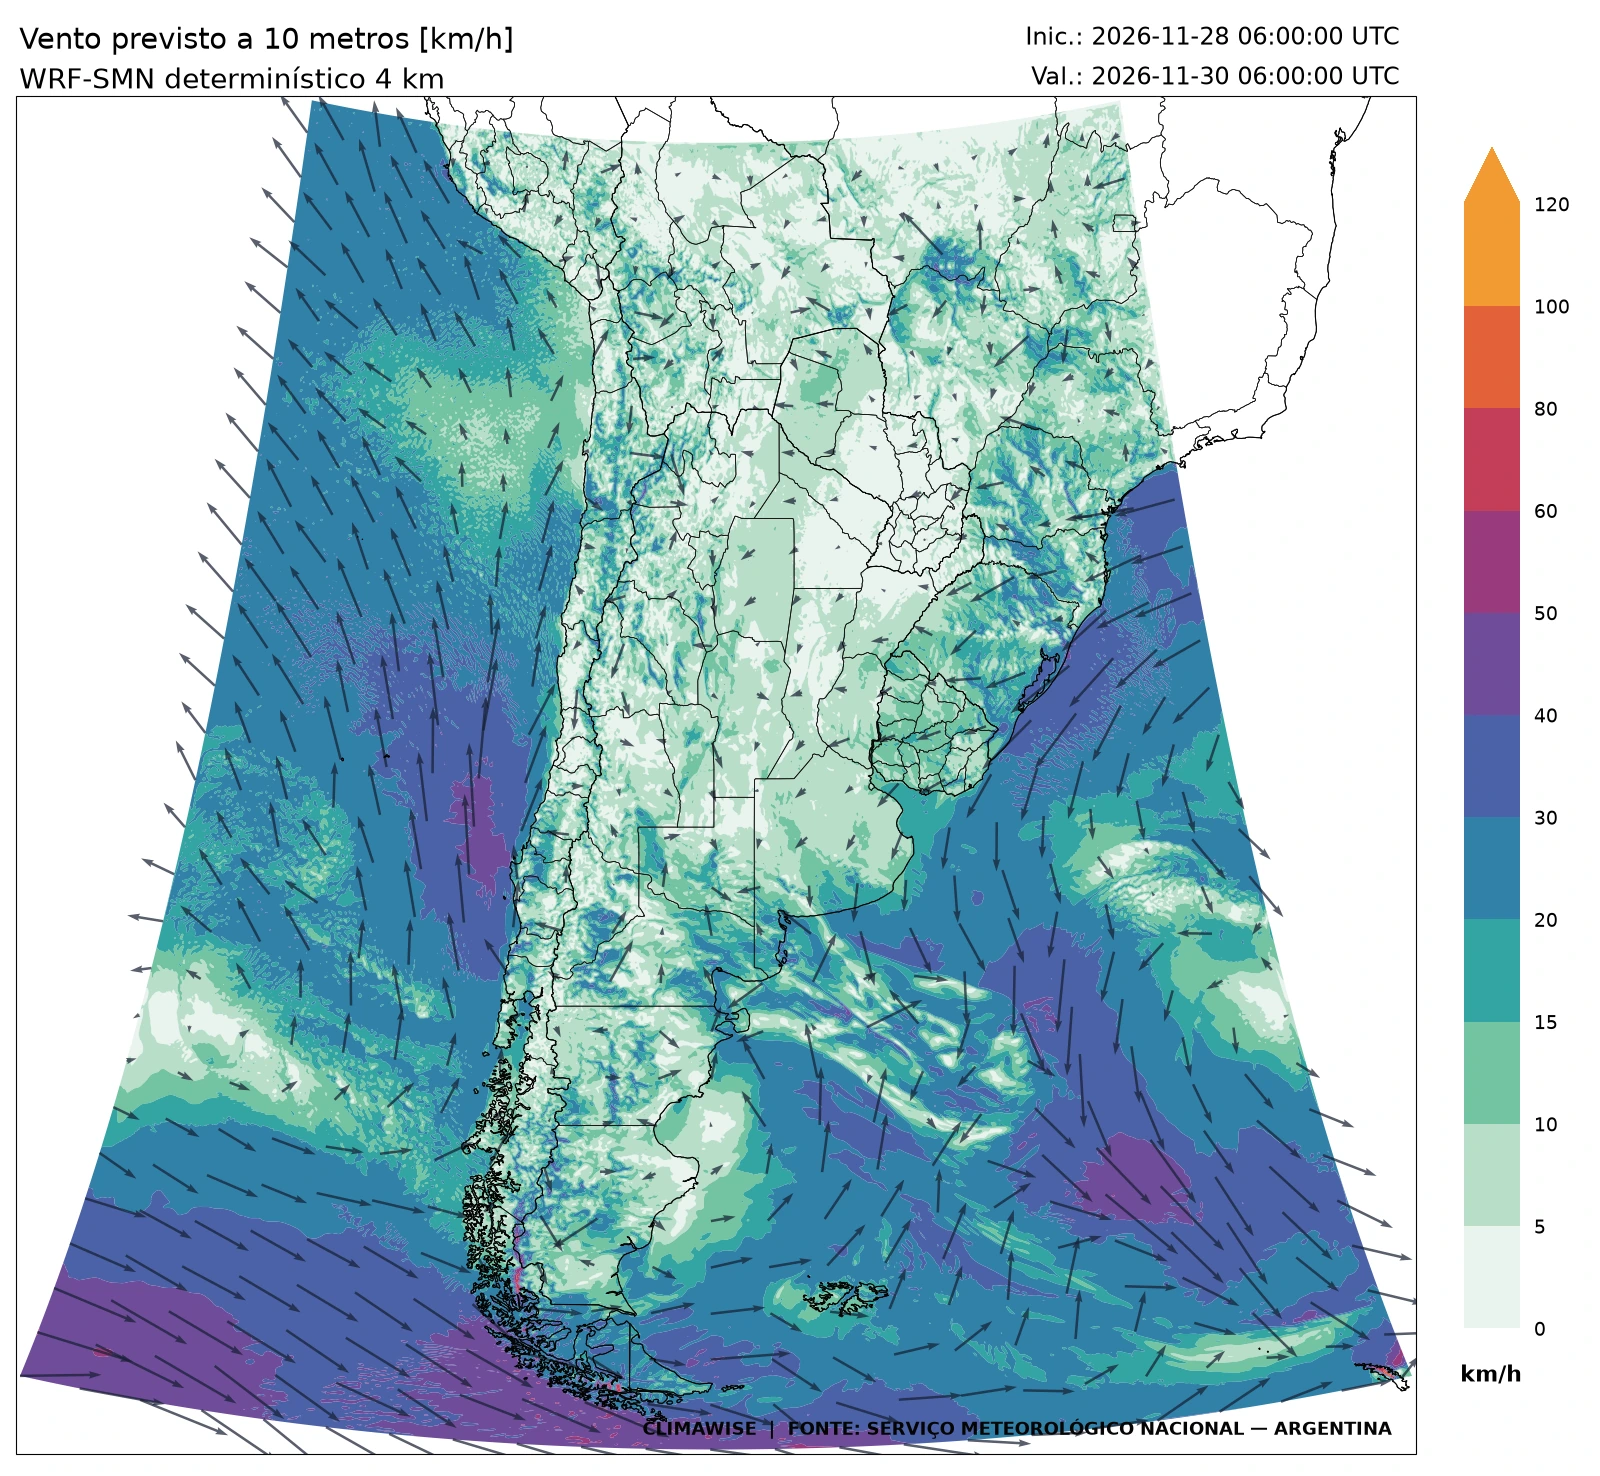 Vento previsto a 10 metros [km/h]
WRF-SMN determinístico 4 km
Inic.: 2026-11-28 06:00:00 UTC
Val.: 2026-11-30 06:00:00 UTC
120
100
80
60
50
40
30
20
15
10
5
0
km/h
CLIMAWISE | FONTE: SERVIÇO METEOROLÓGICO NACIONAL — ARGENTINA